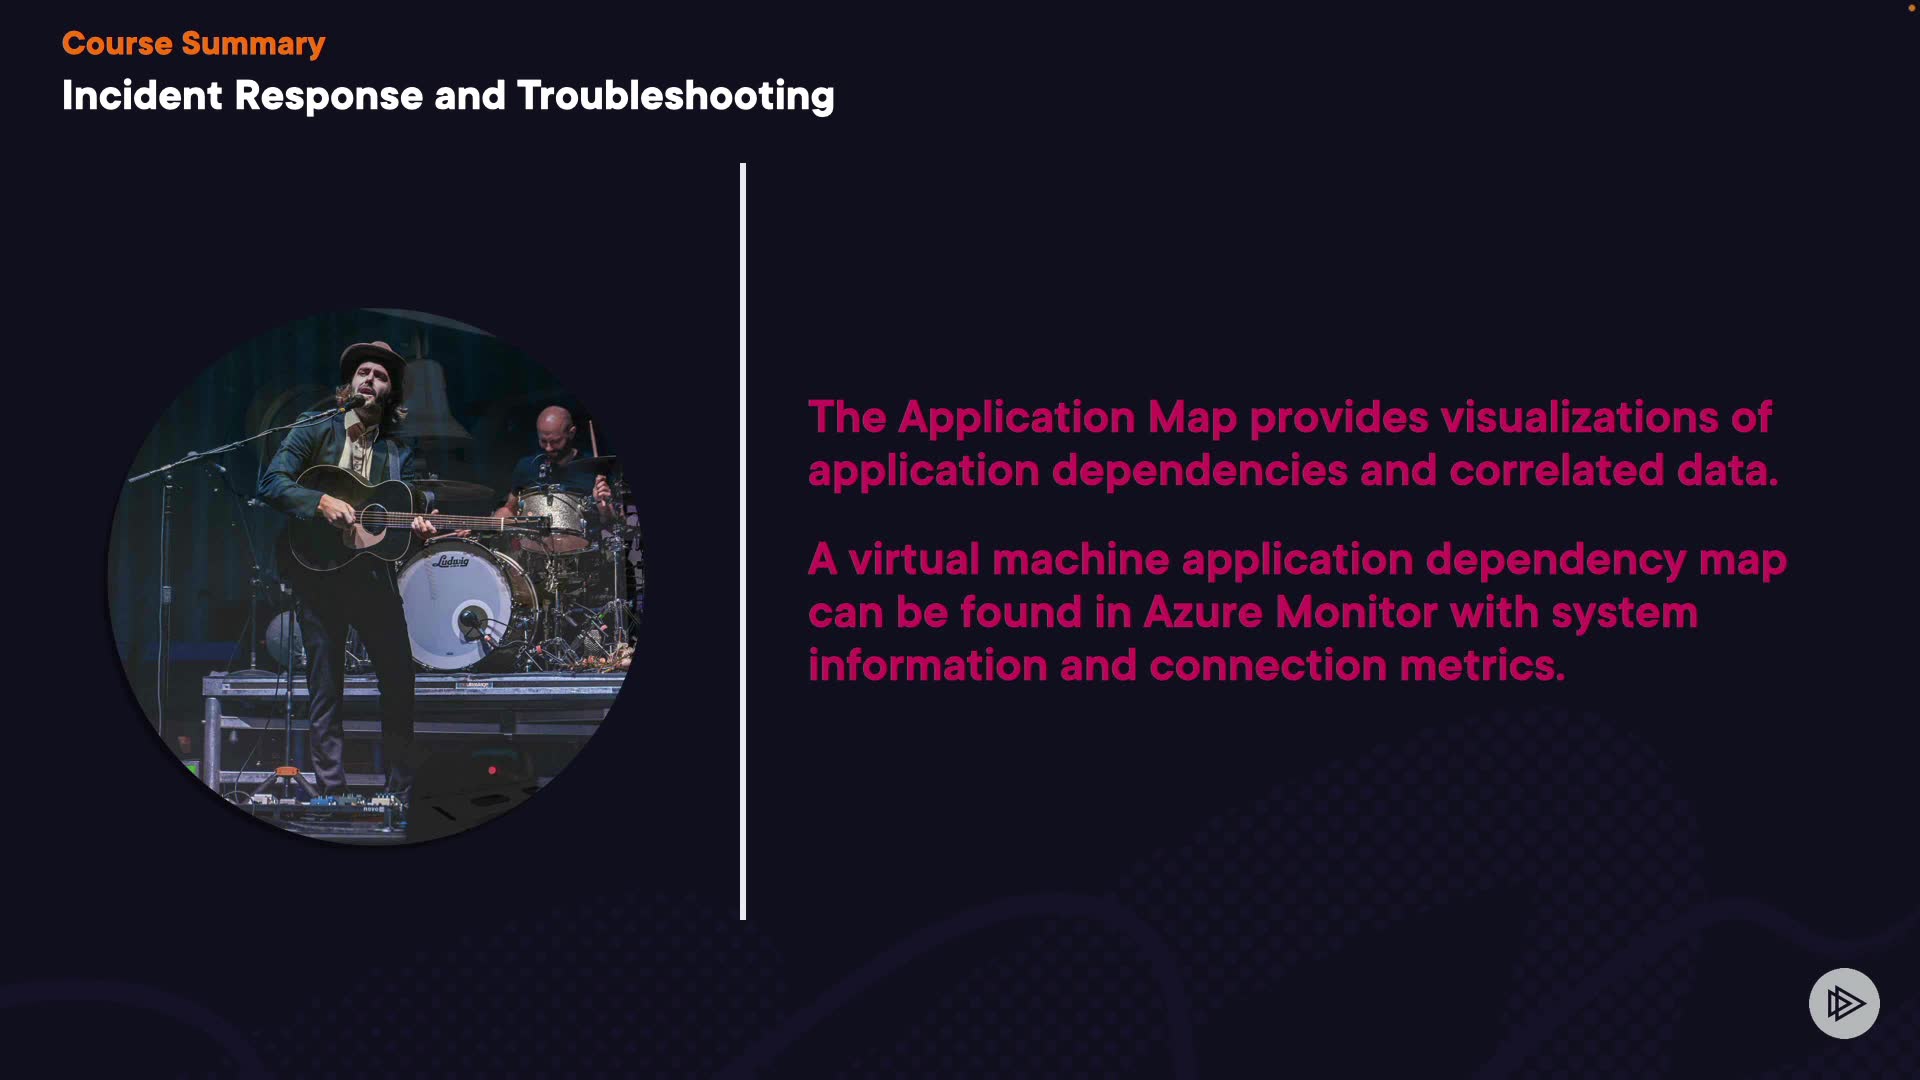 Course Summary
Incident Response and Troubleshooting
The Application Map provides visualizations of
application dependencies and correlated data.
A virtual machine application dependency map
can be found in Azure Monitor with system
information and connection metrics.
Ludwig